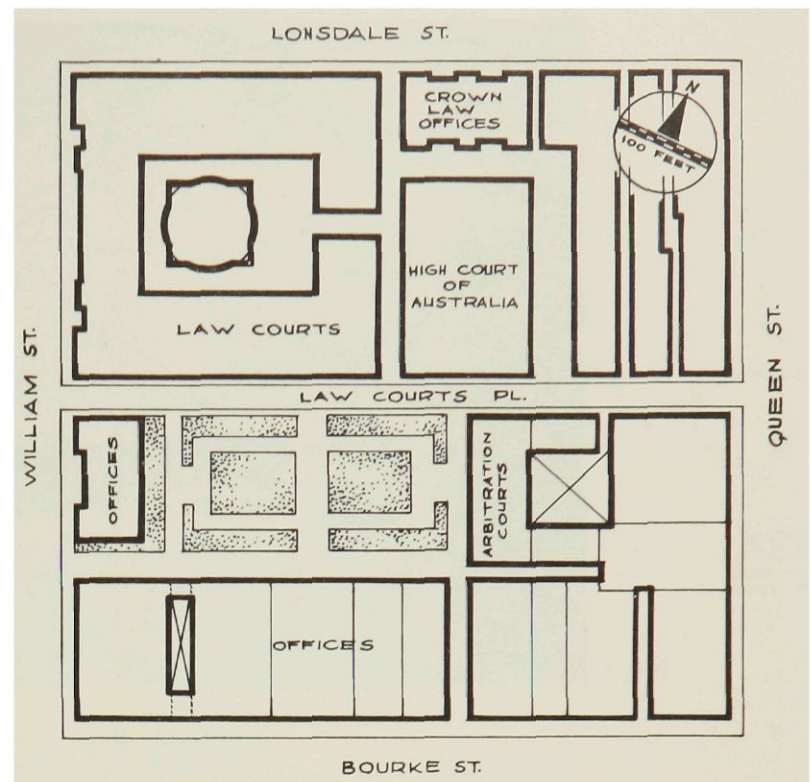 LONSDALE ST.
CROWN
LAW
OFFICES
N
100 FEET
HIGH COURT
OF
AUSTRALIA
LAW COURTS
WILLIAM ST.
QUEEN ST.
LAW COURTS PL.
OFFICES
ARBITRATION
COURTS
OFFICES
BOURKE ST.